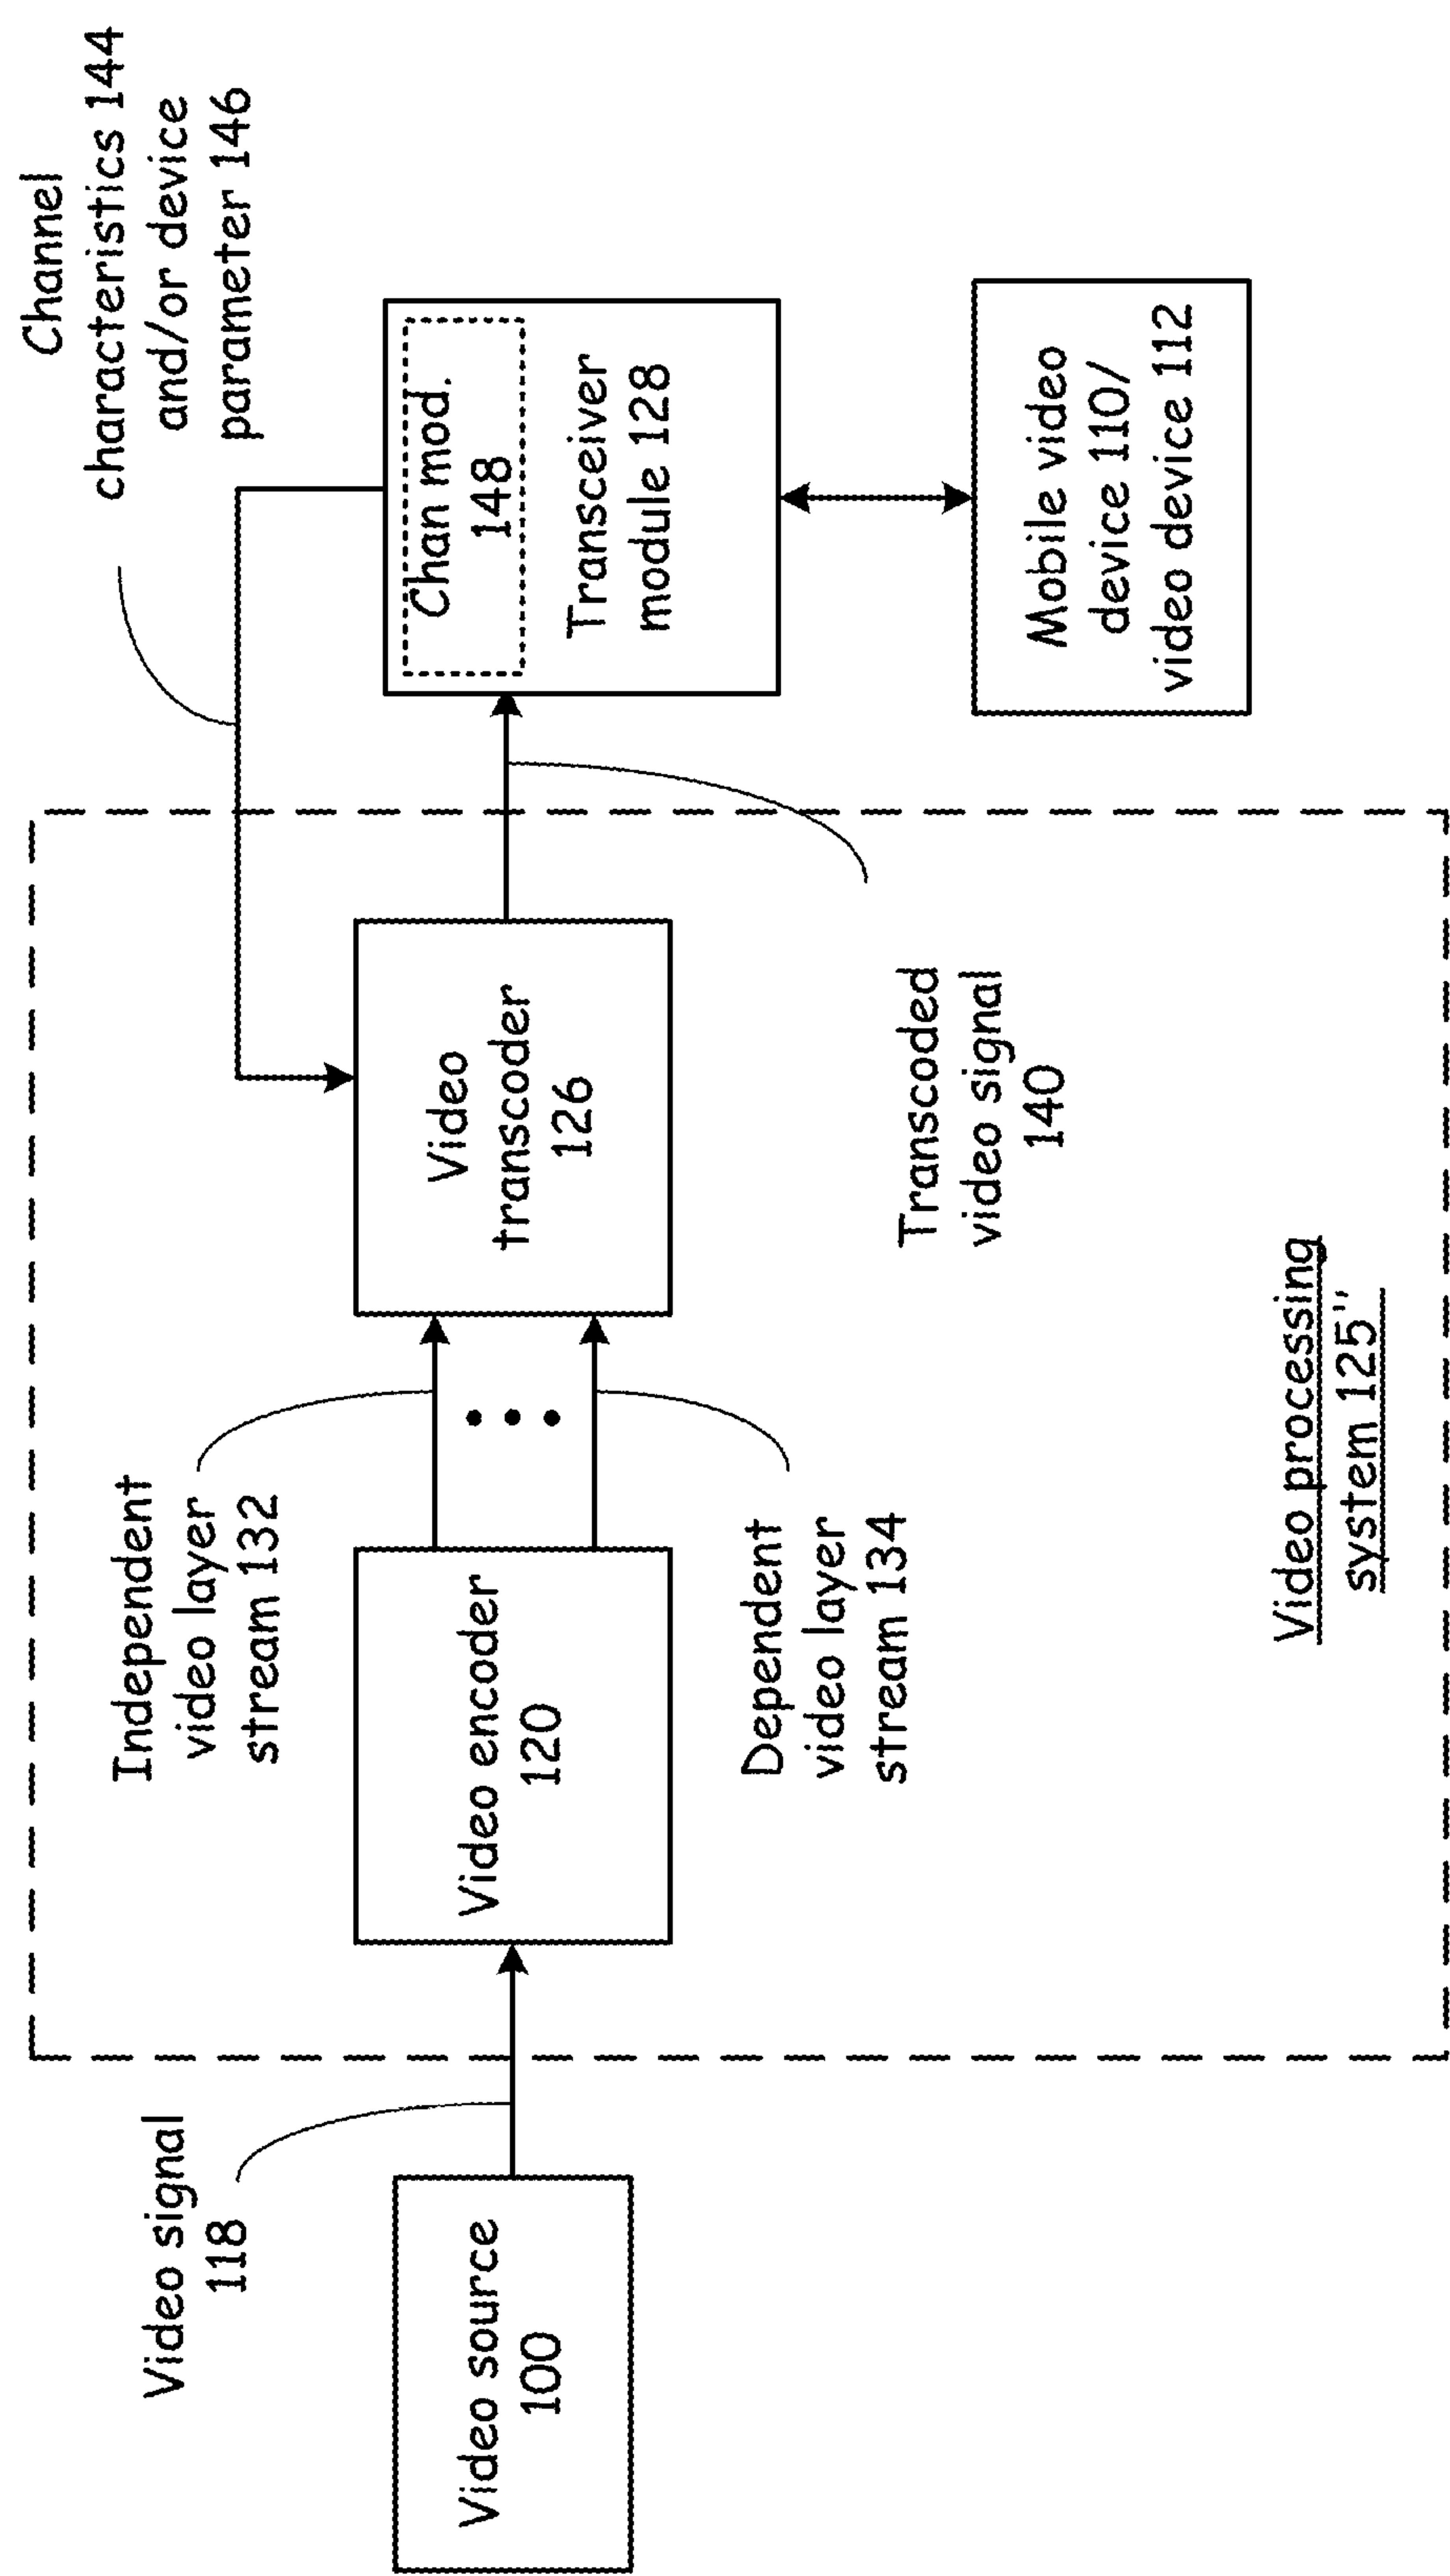 Video signal
118
Video source
100
Independent
video layer
stream 132
Video encoder
120
Dependent
video layer
stream 134
Video
transcoder
126
Transcoded
video signal
140
Video processing
system 125''
Channel
characteristics 144
and/or device
parameter 146
Chan mod.
148
Transceiver
module 128
Mobile video
device 110/
video device 112